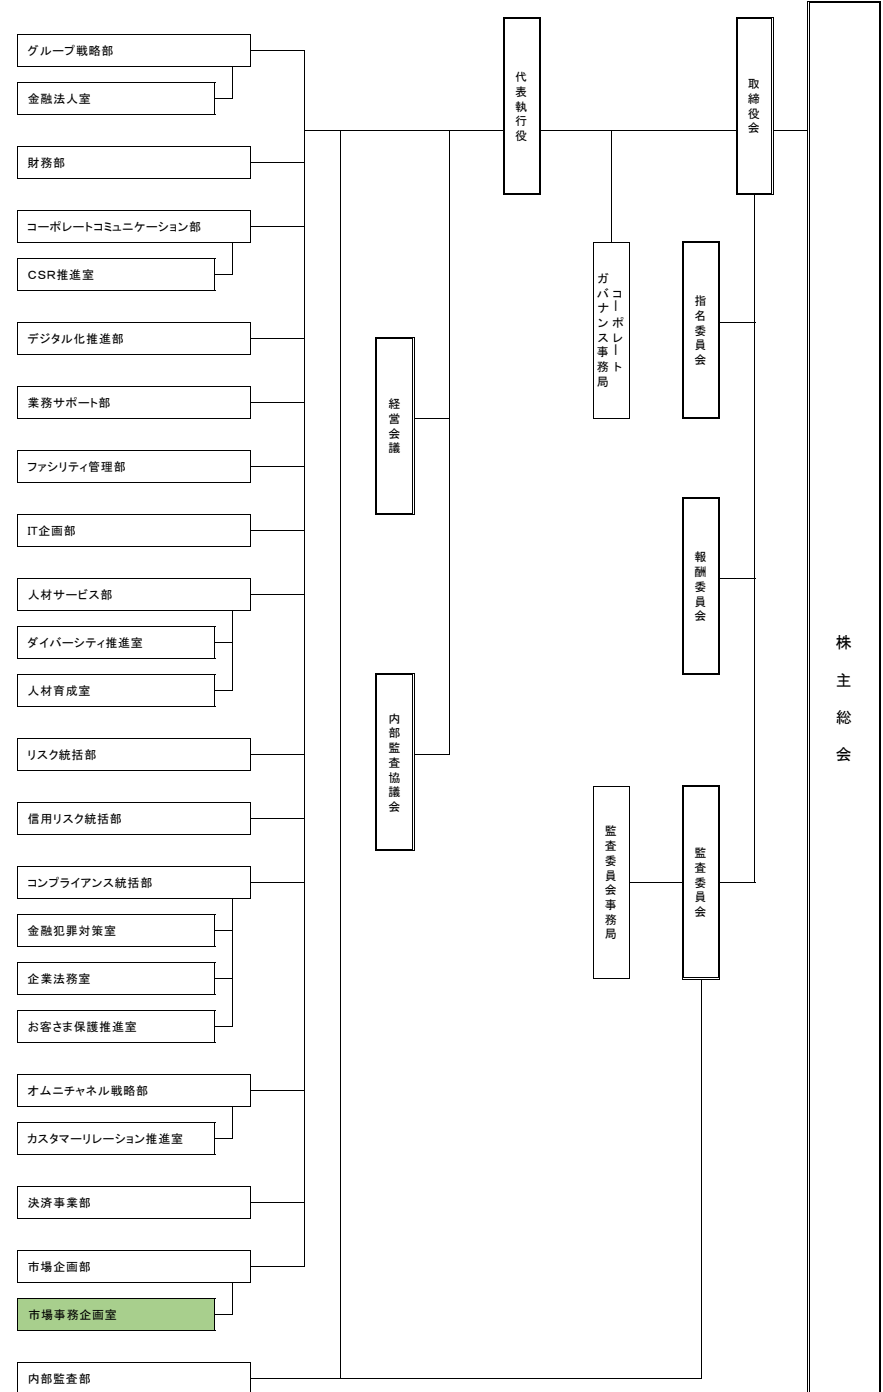 グループ戦略部
金融法人室
財務部
コーポレートコミュニケーション部
CSR推進室
デジタル化推進部
業務サポート部
ファシリティ管理部
IT企画部
人材サービス部
ダイバーシティ推進室
人材育成室
リスク統括部
信用リスク統括部
コンプライアンス統括部
金融犯罪対策室
企業法務室
お客さま保護推進室
オムニチャネル戦略部
カスタマーリレーション推進室
決済事業部
市場企画部
市場事務企画室
内部監査部
経営会議
内部監査協議会
代表執行役
コーポレート
ガバナンス事務局
監査委員会事務局
取締役会
指名委員会
報酬委員会
監査委員会
株主総会